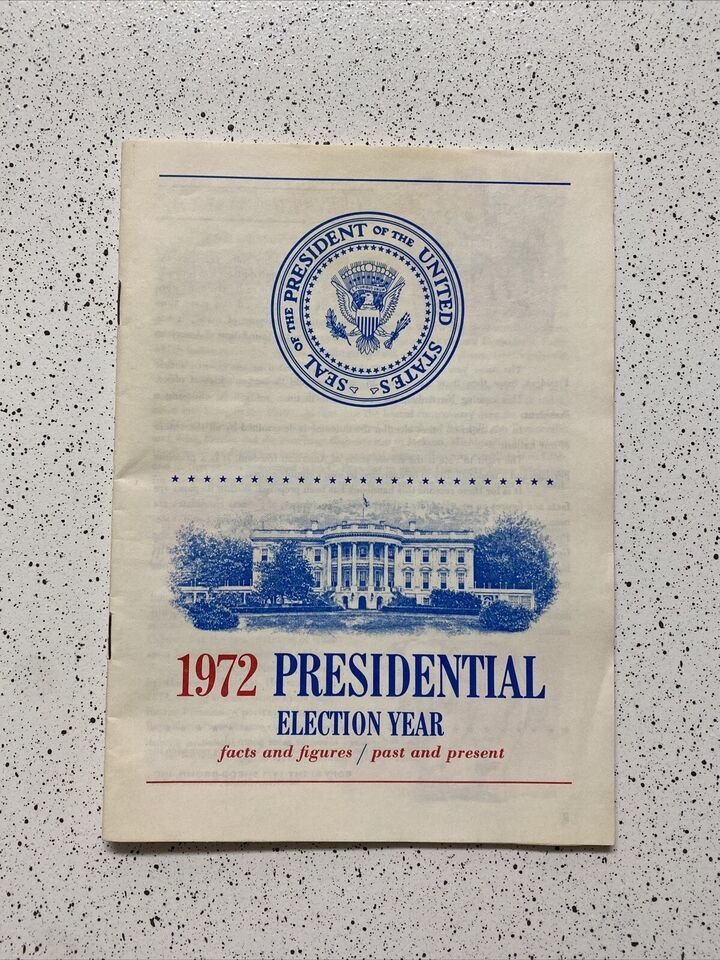 SEAL OF THE PRESIDENT OF THE UNITED STATES
1972 PRESIDENTIAL
ELECTION YEAR
facts and figures / past and present